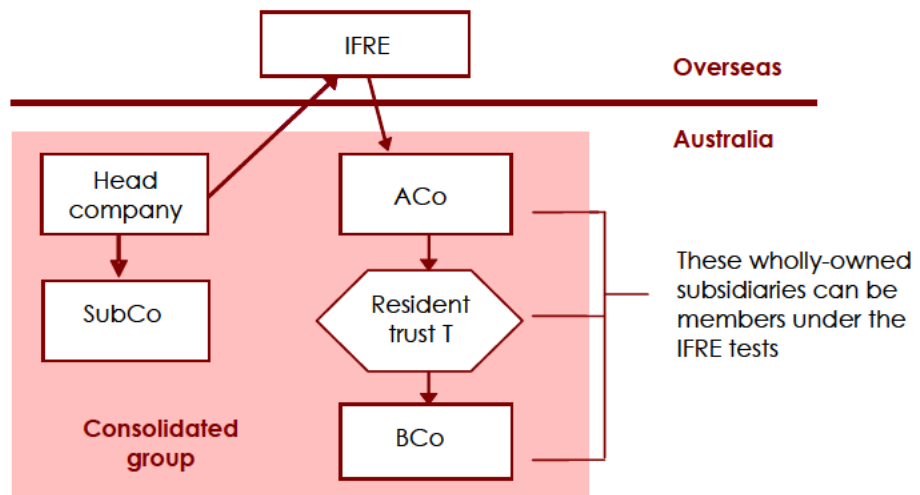 IFRE
Overseas
Australia
Head
company
ACo
SubCo
Resident
trust T
These wholly-owned
subsidiaries can be
members under the
IFRE tests
Consolidated
group
BCo